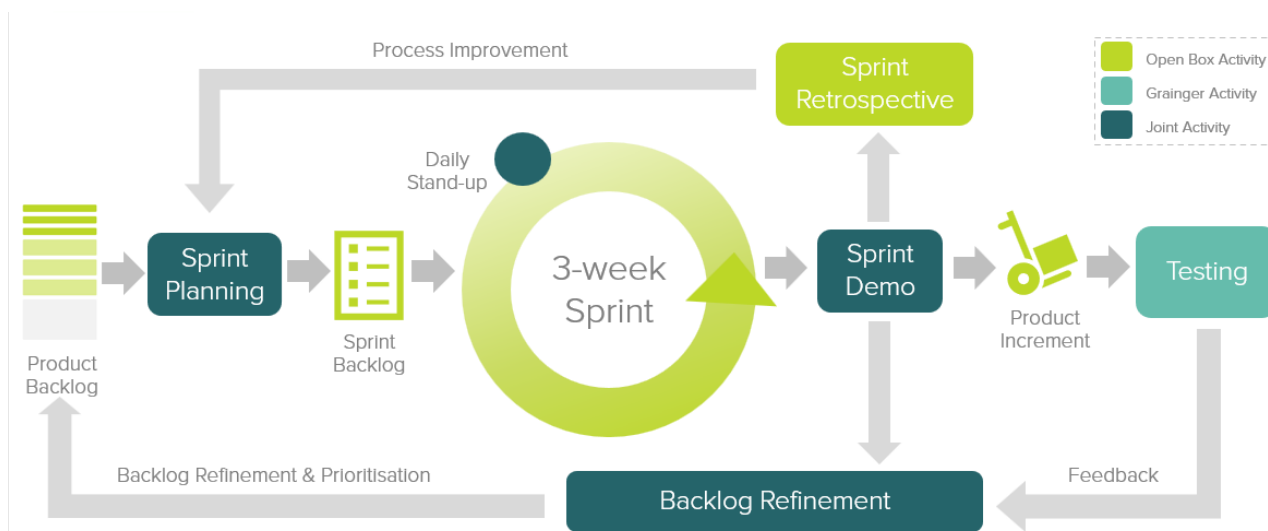 Process Improvement
Sprint
Retrospective
Open Box Activity
Grainger Activity
Joint Activity
Daily
Stand-up
Sprint
Planning
3-week
Sprint
Sprint
Demo
Testing
Sprint
Backlog
Product
Increment
Product
Backlog
Backlog Refinement & Prioritisation
Backlog Refinement
Feedback